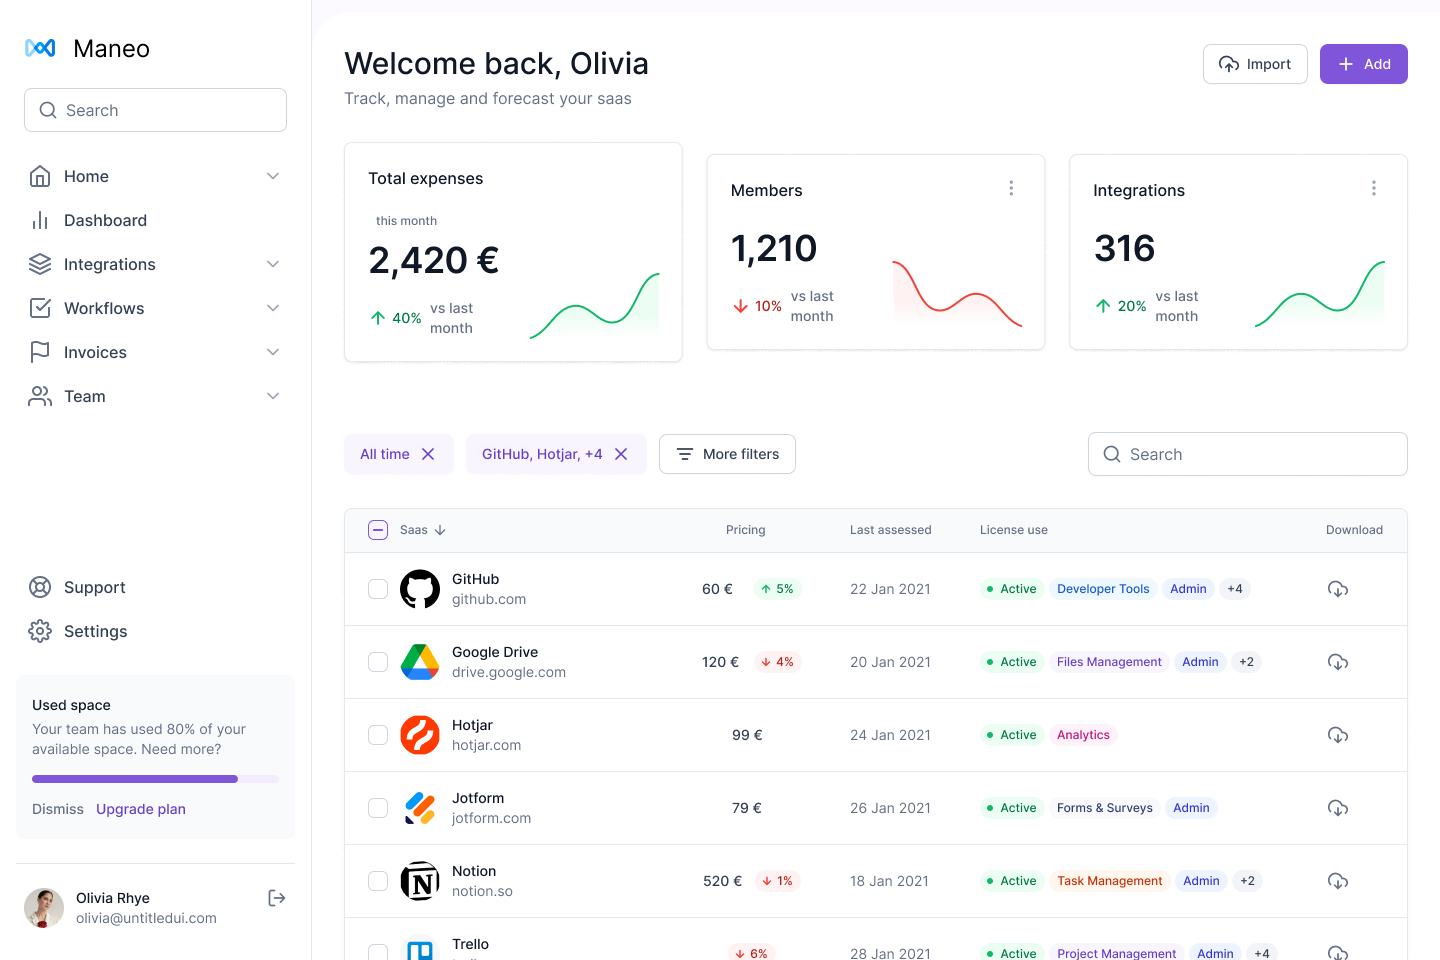 Maneo
Search
Home
Dashboard
Integrations
Workflows
Invoices
Team
Support
Settings
Used space
Your team has used 80% of your
available space. Need more?
Dismiss Upgrade plan
Olivia Rhye
olivia@untitledui.com
Welcome back, Olivia
Track, manage and forecast your saas
Import
Add
Total expenses
this month
2,420 €
40% vs last
month
Members
1,210
10% vs last
month
Integrations
316
20% vs last
month
All time
GitHub, Hotjar, +4
More filters
Search
Saas Pricing Last assessed License use Download
GitHub
github.com
60 € 5% 22 Jan 2021 Active Developer Tools Admin +4
Google Drive
drive.google.com
120 € 4% 20 Jan 2021 Active Files Management Admin +2
Hotjar
hotjar.com
99 € 24 Jan 2021 Active Analytics
Jotform
jotform.com
79 € 26 Jan 2021 Active Forms & Surveys Admin
Notion
notion.so
520 € 1% 18 Jan 2021 Active Task Management Admin +2
Trello
6% 28 Jan 2021 Active Project Management Admin +4